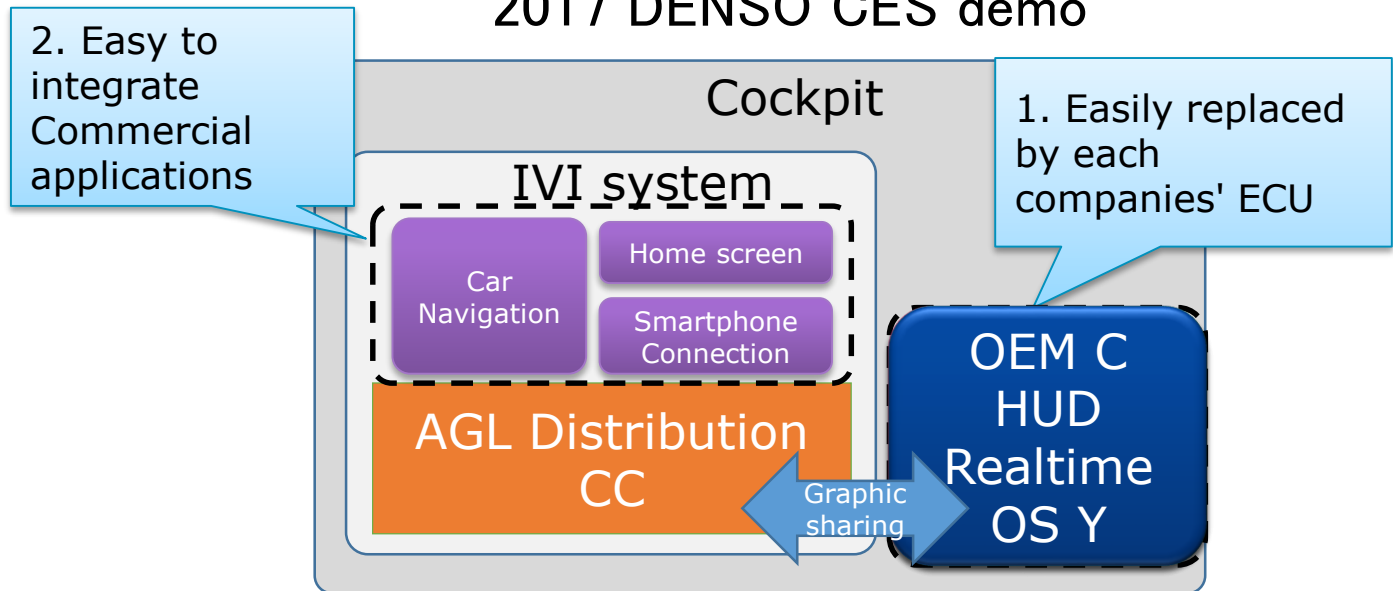 2017 DENSO CES demo
2. Easy to
integrate
Commercial
applications
Cockpit
1. Easily replaced
by each
companies' ECU
IVI system
Car
Navigation
Home screen
Smartphone
Connection
AGL Distribution
CC
Graphic
sharing
OEM C
HUD
Realtime
OS Y